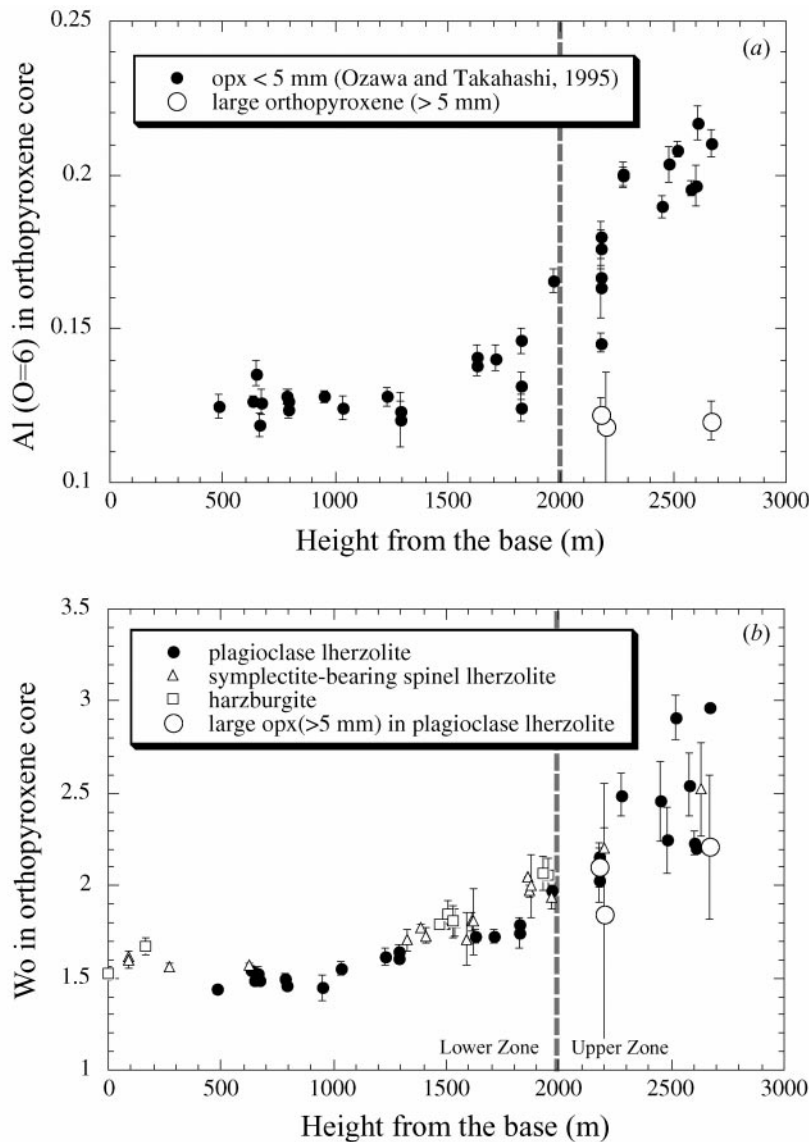 (a)
opx < 5 mm (Ozawa and Takahashi, 1995)
large orthopyroxene (> 5 mm)
Al (O=6) in orthopyroxene core
0.25
0.2
0.15
0.1
0 500 1000 1500 2000 2500 3000
Height from the base (m)
(b)
plagioclase lherzolite
symplectite-bearing spinel lherzolite
harzburgite
large opx(>5 mm) in plagioclase lherzolite
Wo in orthopyroxene core
3.5
3
2.5
2
1.5
1
Lower Zone Upper Zone
0 500 1000 1500 2000 2500 3000
Height from the base (m)